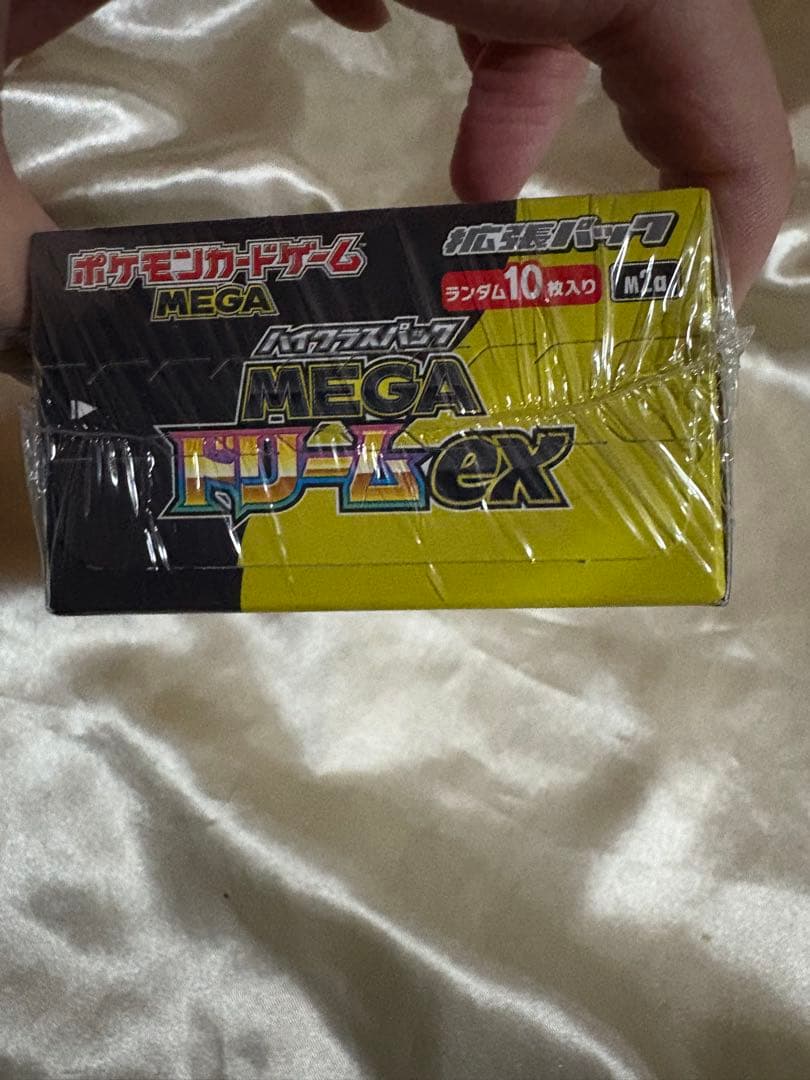 ポケモンカードゲーム
MEGA
拡張パック
ランダム10枚入り
M2a
ハイクラスパック
MEGA
ドリームex